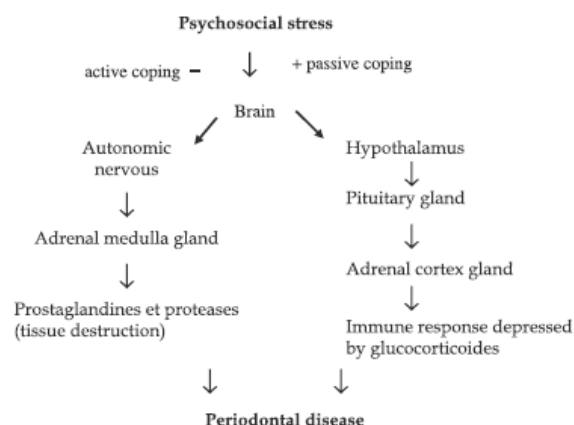 Psychosocial stress
active coping –
+ passive coping
Brain
Autonomic
nervous
Hypothalamus
Pituitary gland
Adrenal medulla gland
Adrenal cortex gland
Prostaglandines et proteases
(tissue destruction)
Immune response depressed
by glucocorticoides
Periodontal disease